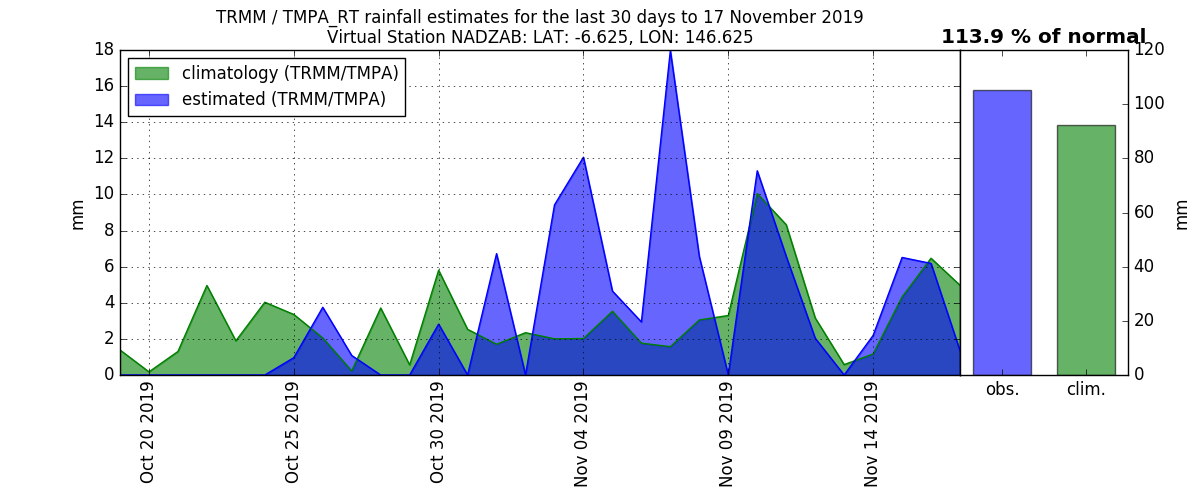 TRMM / TMPA_RT rainfall estimates for the last 30 days to 17 November 2019
Virtual Station NADZAB: LAT: -6.625, LON: 146.625
113.9 % of normal
climatology (TRMM/TMPA)
estimated (TRMM/TMPA)
18
16
14
12
10
8
6
4
2
0
mm
Oct 20 2019
Oct 25 2019
Oct 30 2019
Nov 04 2019
Nov 09 2019
Nov 14 2019
120
100
80
60
40
20
0
mm
obs.
clim.